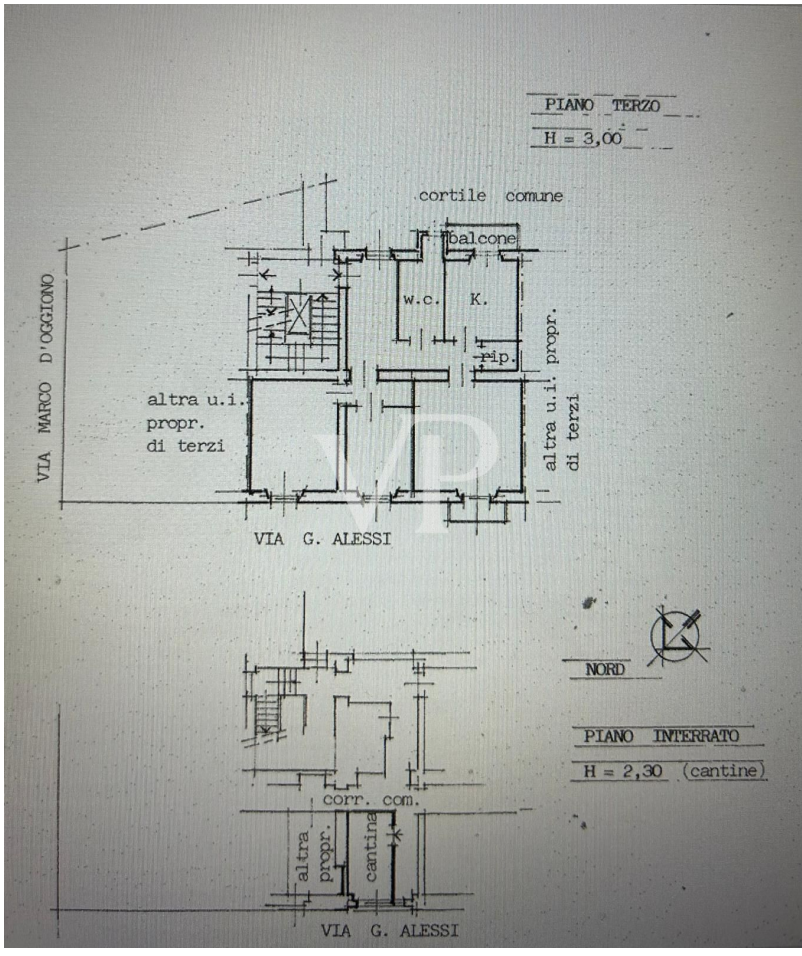 PIANO TERZO
H = 3,00
cortile comune
balcone
w.c.
K.
rip.
VIA MARCO D'OGGIONO
altra u.i.
propr.
di terzi
altra u.i. propr.
di terzi
VP
VIA G. ALESSI
NORD
PIANO INTERRATO
H = 2,30 (cantine)
corr. com.
altra
propr.
cantina
VIA G. ALESSI